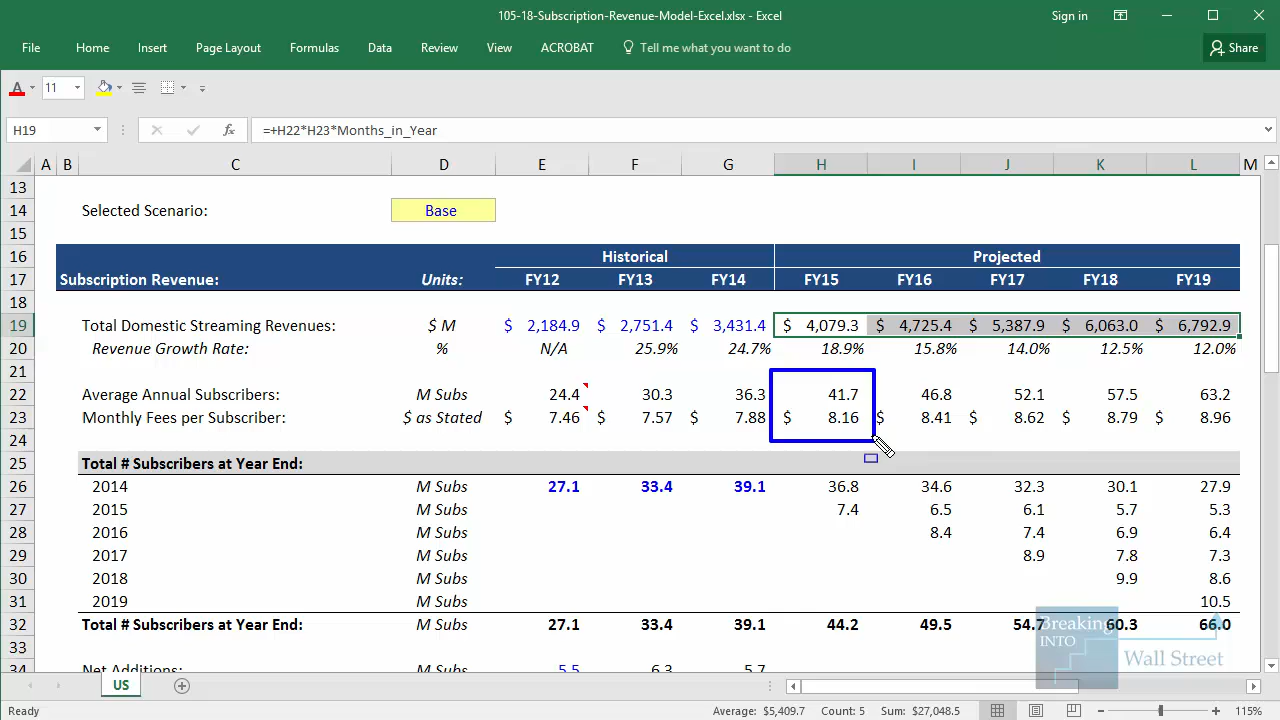 105-18-Subscription-Revenue-Model-Excel.xlsx - Excel Sign in
File Home Insert Page Layout Formulas Data Review View ACROBAT Tell me what you want to do Share
A 11
H19 fx =+H22*H23*Months_in_Year
A B C D E F G H I J K L M
13
14 Selected Scenario: Base
15
16 Historical Projected
17 Subscription Revenue: Units: FY12 FY13 FY14 FY15 FY16 FY17 FY18 FY19
18
19 Total Domestic Streaming Revenues: $ M $ 2,184.9 $ 2,751.4 $ 3,431.4 $ 4,079.3 $ 4,725.4 $ 5,387.9 $ 6,063.0 $ 6,792.9
20 Revenue Growth Rate: % N/A 25.9% 24.7% 18.9% 15.8% 14.0% 12.5% 12.0%
21
22 Average Annual Subscribers: M Subs 24.4 30.3 36.3 41.7 46.8 52.1 57.5 63.2
23 Monthly Fees per Subscriber: $ as Stated $ 7.46 $ 7.57 $ 7.88 $ 8.16 $ 8.41 $ 8.62 $ 8.79 $ 8.96
24
25 Total # Subscribers at Year End:
26 2014 M Subs 27.1 33.4 39.1 36.8 34.6 32.3 30.1 27.9
27 2015 M Subs 7.4 6.5 6.1 5.7 5.3
28 2016 M Subs 8.4 7.4 6.9 6.4
29 2017 M Subs 8.9 7.8 7.3
30 2018 M Subs 9.9 8.6
31 2019 M Subs 10.5
32 Total # Subscribers at Year End: M Subs 27.1 33.4 39.1 44.2 49.5 54.7 60.3 66.0
33
34 Net Additions: M Subs 5.5 6.3 5.7
Breaking
INTO
Wall Street
US
Ready Average: $5,409.7 Count: 5 Sum: $27,048.5 115%